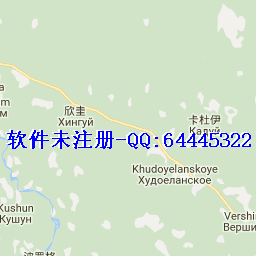 a
om
м
欣圭
Хингуй
卡杜伊
Кадуй
软件未注册-QQ:64445322
Khudoyelanskoye
Худоеланское
Kushun
Кушун
Vershi
Верши